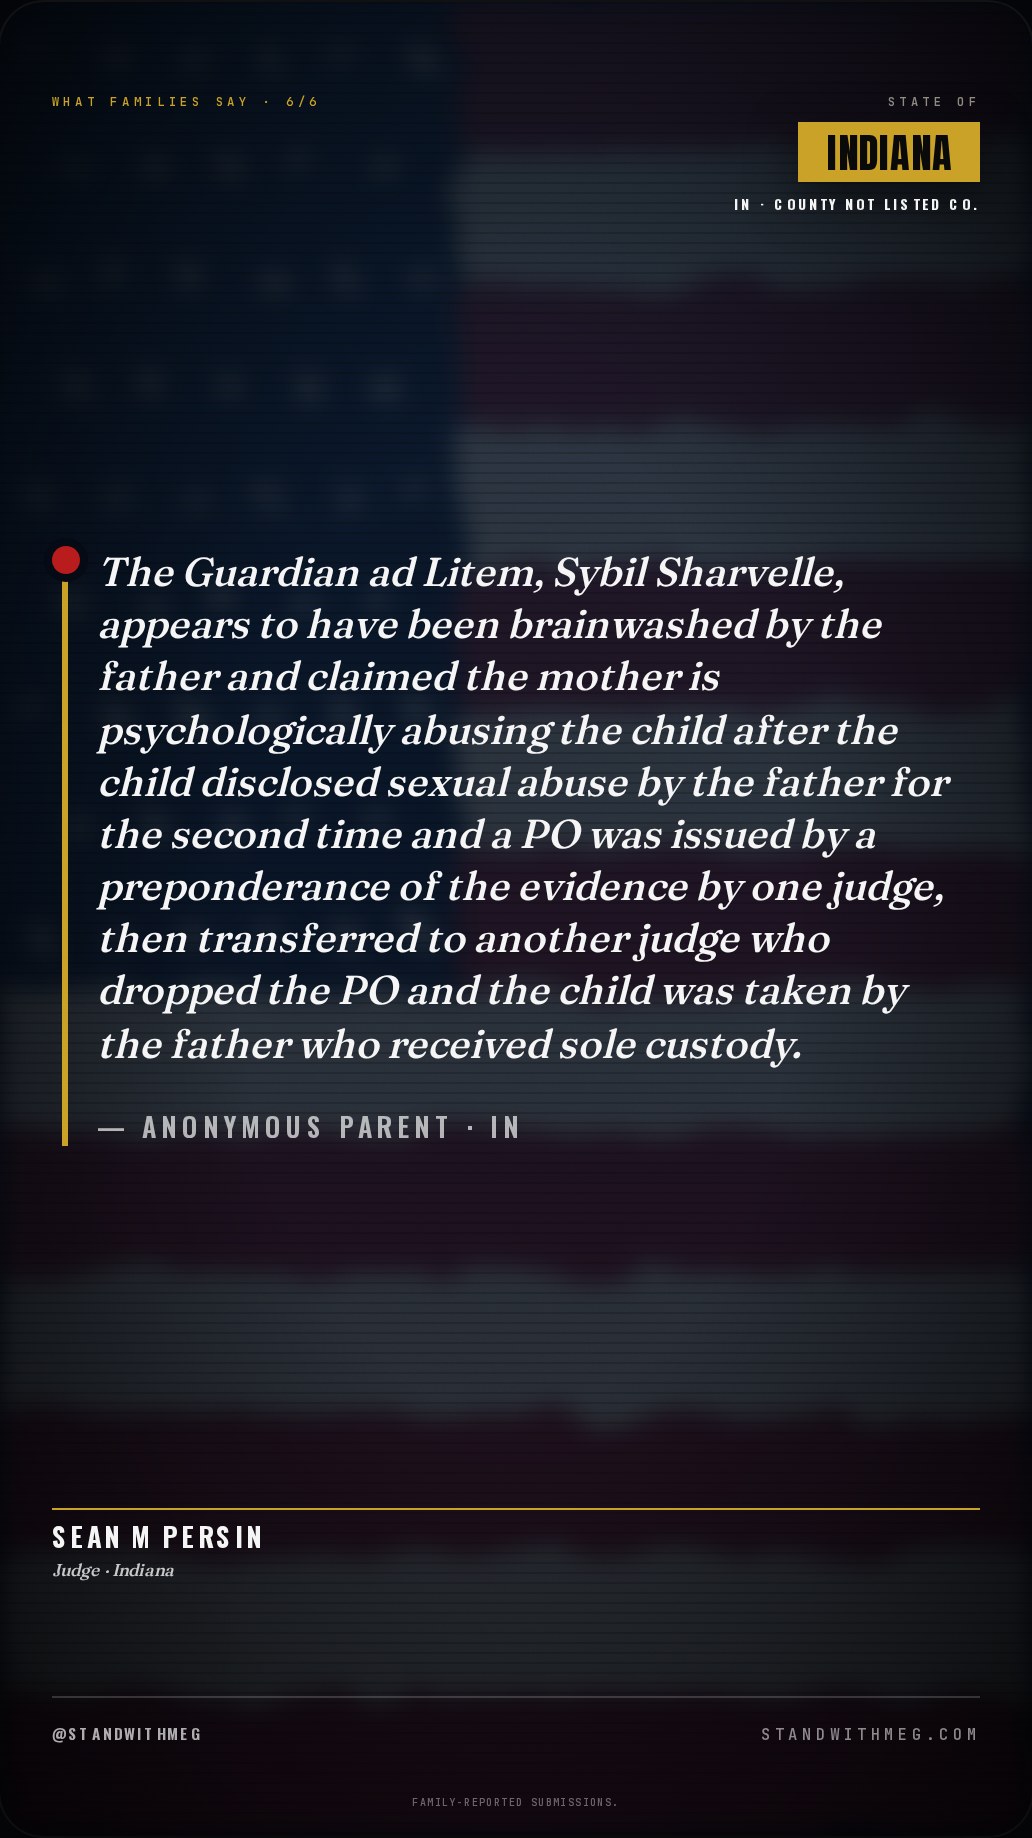 WHAT FAMILIES SAY · 6/6
STATE OF
INDIANA
IN · COUNTY NOT LISTED CO.
The Guardian ad Litem, Sybil Sharvelle,
appears to have been brainwashed by the
father and claimed the mother is
psychologically abusing the child after the
child disclosed sexual abuse by the father for
the second time and a PO was issued by a
preponderance of the evidence by one judge,
then transferred to another judge who
dropped the PO and the child was taken by
the father who received sole custody.
— ANONYMOUS PARENT · IN
SEAN M PERSIN
Judge · Indiana
@STANDWITHMEG
STANDWITHMEG.COM
FAMILY-REPORTED SUBMISSIONS.